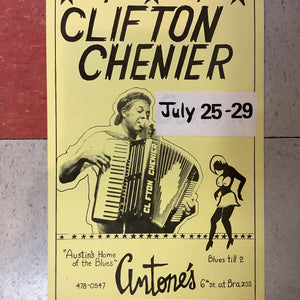 CLIFTON
CHENIER
July 25-29
CLIFTON CHENIER
"Austin's Home
of the Blues"
478-0547
Antone's
Blues till 2
6th St. at Brazos